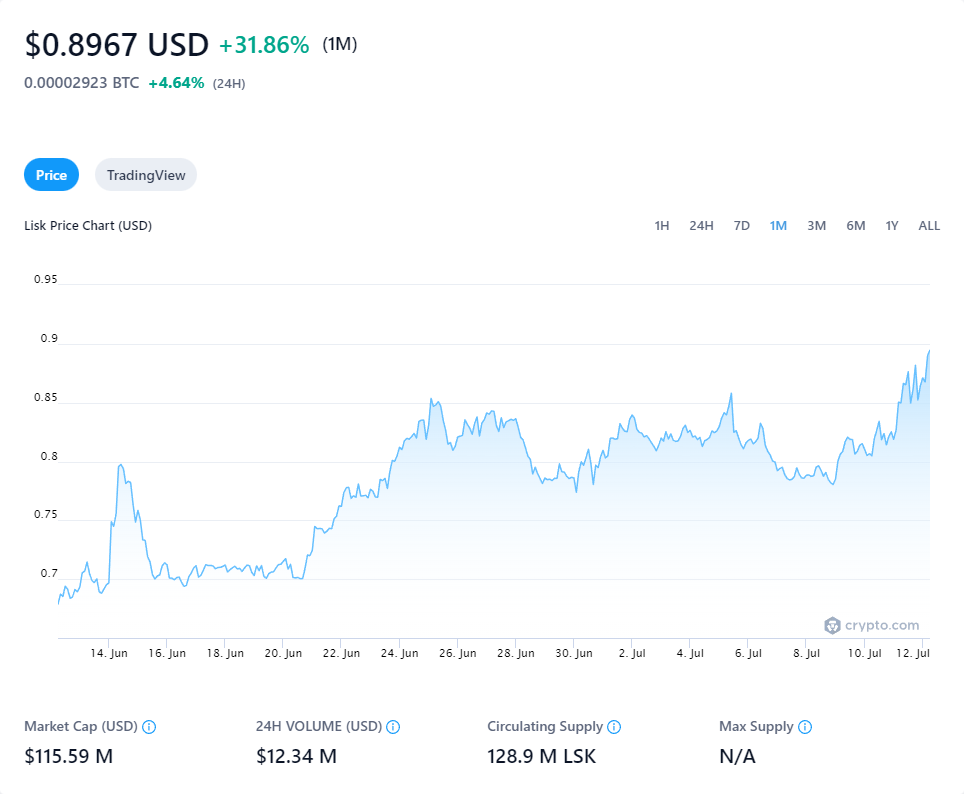 $0.8967 USD +31.86% (1M)
0.00002923 BTC +4.64% (24H)
Price TradingView
Lisk Price Chart (USD) 1H 24H 7D 1M 3M 6M 1Y ALL
0.95
0.9
0.85
0.8
0.75
0.7
crypto.com
14. Jun 16. Jun 18. Jun 20. Jun 22. Jun 24. Jun 26. Jun 28. Jun 30. Jun 2. Jul 4. Jul 6. Jul 8. Jul 10. Jul 12. Jul
Market Cap (USD) 24H VOLUME (USD) Circulating Supply Max Supply
$115.59 M $12.34 M 128.9 M LSK N/A